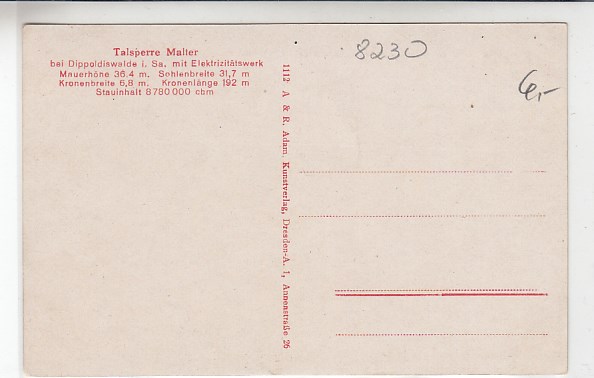 Talsperre Malter
bei Dippoldiswalde i. Sa. mit Elektrizitätswerk
Mauerhöhe 36,4 m. Sohlenbreite 31,7 m
Kronenbreite 6,8 m. Kronenlänge 192 m
Stauinhalt 8780000 cbm
1112 A & R. Adam, Kunstverlag, Dresden-A. 1, Annenstraße 26
8230
6,-